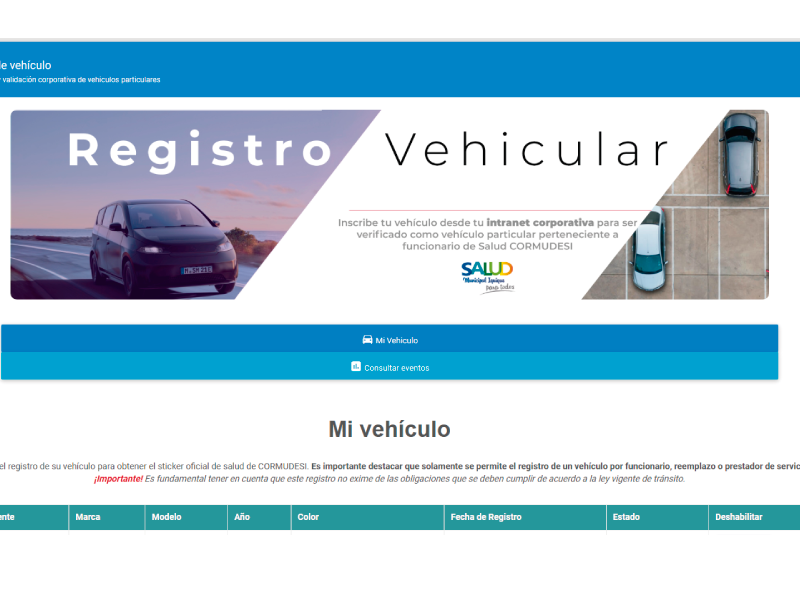 de vehículo
y validación corporativa de vehiculos particulares
Registro Vehicular
Inscribe tu vehículo desde tu intranet corporativa para ser
verificado como vehículo particular perteneciente a
funcionario de Salud CORMUDESI
SALUD
Municipal Iquique
para todos
Mi Vehiculo
Consultar eventos
Mi vehículo
el registro de su vehículo para obtener el sticker oficial de salud de CORMUDESI. Es importante destacar que solamente se permite el registro de un vehículo por funcionario, reemplazo o prestador de servic
¡Importante! Es fundamental tener en cuenta que este registro no exime de las obligaciones que se deben cumplir de acuerdo a la ley vigente de tránsito.
ente Marca Modelo Año Color Fecha de Registro Estado Deshabilitar